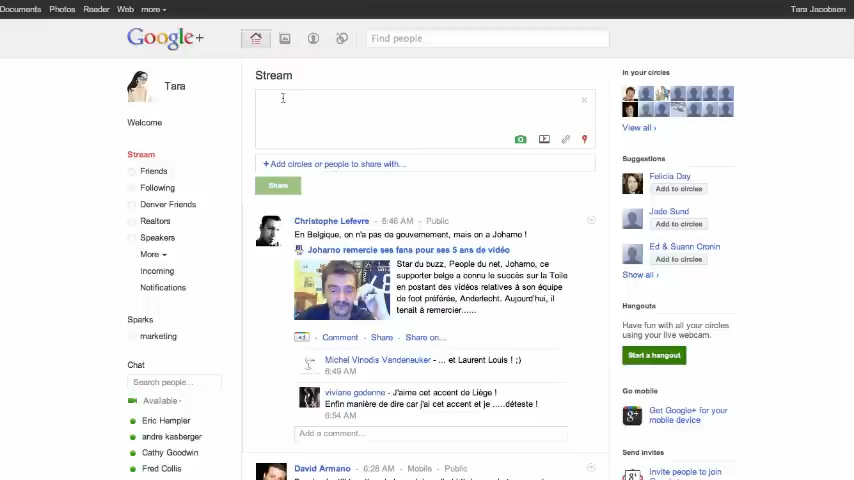 Documents Photos Reader Web more
Tara Jacobsen
Google+
Find people
Tara
Welcome
Stream
Friends
Following
Denver Friends
Realtors
Speakers
More
Incoming
Notifications
Sparks
marketing
Chat
Search people...
Available
Eric Hempler
andre kasberger
Cathy Goodwin
Fred Collis
Stream
+ Add circles or people to share with...
Share
Christophe Lefevre - 6:46 AM - Public
En Belgique, on n'a pas de gouvernement, mais on a Joharno !
Joharno remercie ses fans pour ses 5 ans de vidéo
Star du buzz, People du net, Joharno, ce
supporter belge a connu le succès sur la Toile
en postant des vidéos relatives à son équipe
de foot préférée, Anderlecht. Aujourd'hui, il
tenait à remercier......
+1 - Comment - Share - Share on...
Michel Vinodis Vandeneuker - ... et Laurent Louis ! ;)
6:49 AM
viviane godenne - J'aime cet accent de Liège !
Enfin manière de dire car j'ai cet accent et je .....déteste !
6:54 AM
Add a comment...
David Armano - 6:28 AM - Mobile - Public
In your circles
View all ›
Suggestions
Felicia Day
Add to circles
Jade Sund
Add to circles
Ed & Suann Cronin
Add to circles
Show all ›
Hangouts
Have fun with all your circles
using your live webcam.
Start a hangout
Go mobile
g+
Get Google+ for your
mobile device
Send invites
Invite people to join